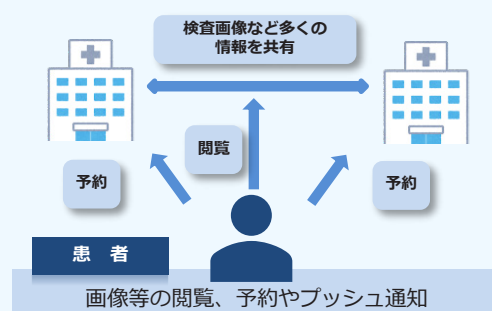 検査画像など多くの
情報を共有
閲覧
予約
予約
患　者
画像等の閲覧、予約やプッシュ通知